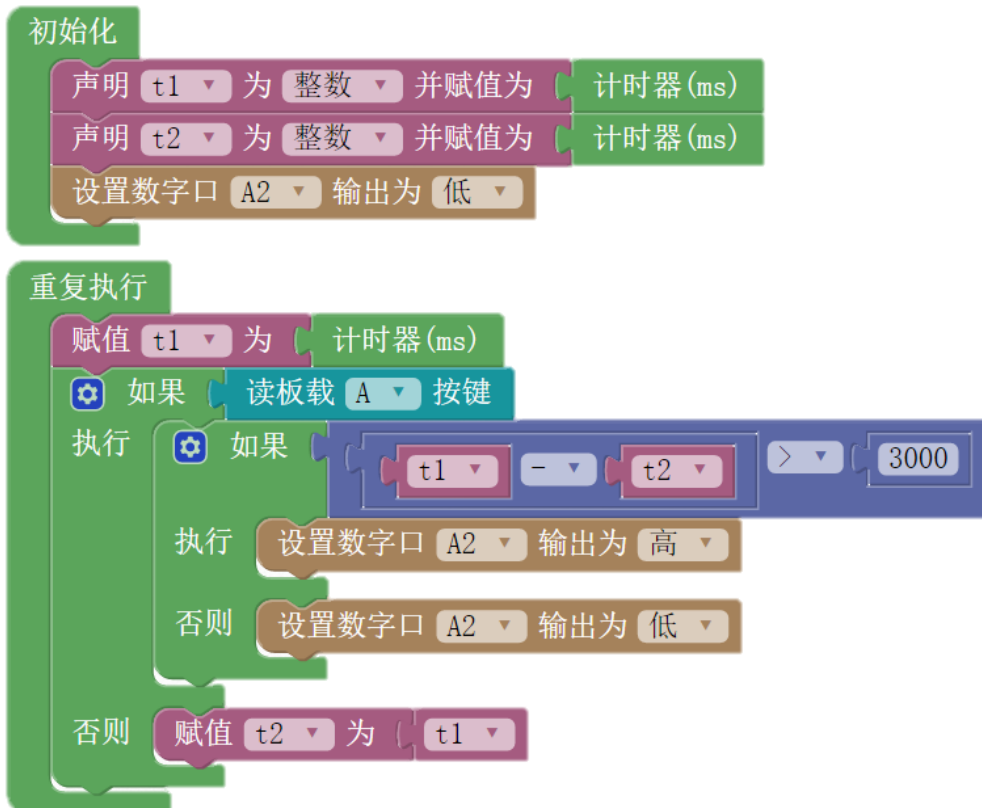 初始化
声明 t1 为 整数 并赋值为 计时器(ms)
声明 t2 为 整数 并赋值为 计时器(ms)
设置数字口 A2 输出为 低
重复执行
赋值 t1 为 计时器(ms)
如果 读板载 A 按键
执行 如果 t1 - t2 > 3000
执行 设置数字口 A2 输出为 高
否则 设置数字口 A2 输出为 低
否则 赋值 t2 为 t1